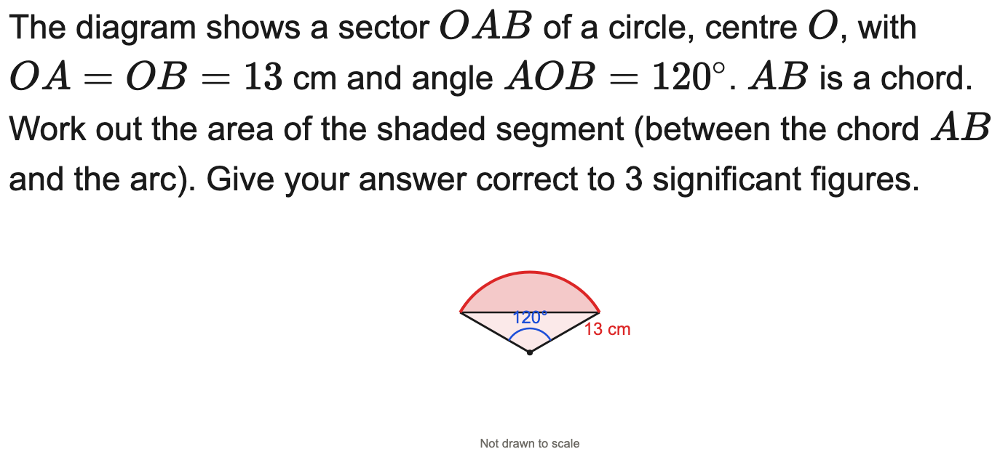 The diagram shows a sector OAB of a circle, centre O, with
OA = OB = 13 cm and angle AOB = 120°. AB is a chord.
Work out the area of the shaded segment (between the chord AB
and the arc). Give your answer correct to 3 significant figures.
120°
13 cm
Not drawn to scale